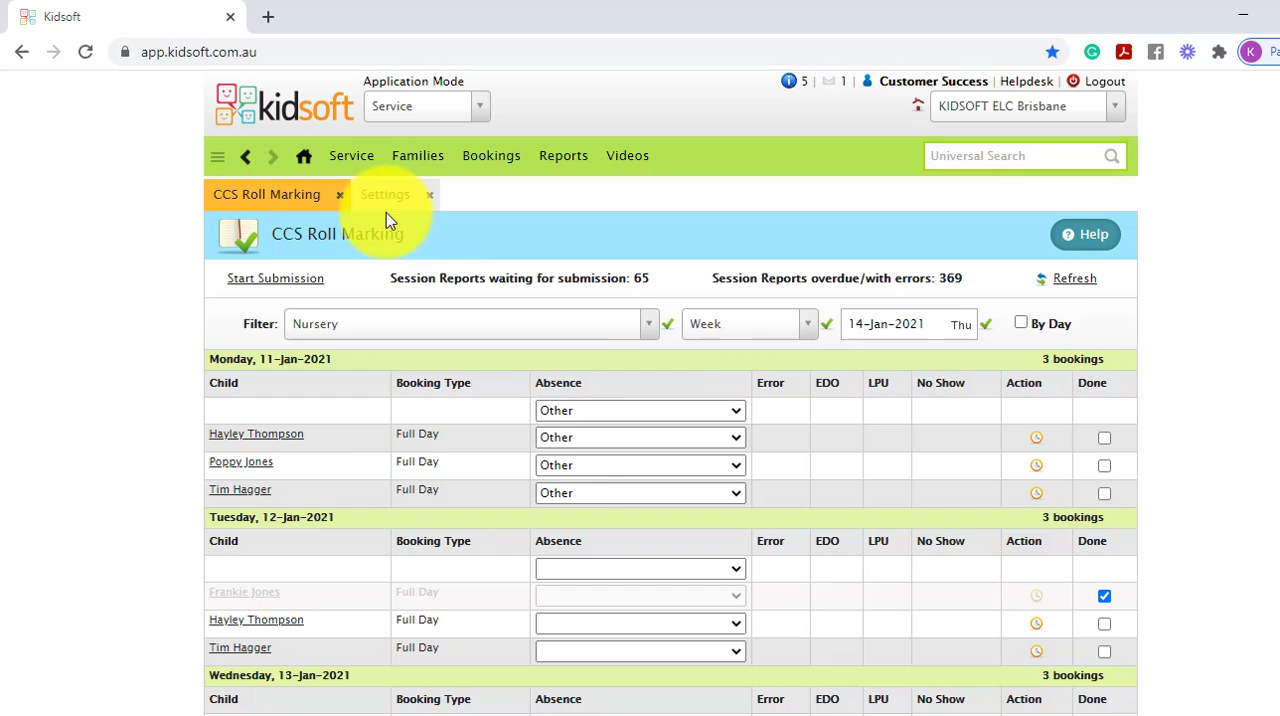 Kidsoft
app.kidsoft.com.au
K Pa
kidsoft
Application Mode
Service
5 | 1 | Customer Success | Helpdesk | Logout
KIDSOFT ELC Brisbane
Service Families Bookings Reports Videos
Universal Search
CCS Roll Marking Settings
CCS Roll Marking
Help
Start Submission Session Reports waiting for submission: 65 Session Reports overdue/with errors: 369 Refresh
Filter: Nursery Week 14-Jan-2021 Thu By Day
Monday, 11-Jan-2021 3 bookings
Child Booking Type Absence Error EDO LPU No Show Action Done
Other
Hayley Thompson Full Day Other
Poppy Jones Full Day Other
Tim Hagger Full Day Other
Tuesday, 12-Jan-2021 3 bookings
Child Booking Type Absence Error EDO LPU No Show Action Done
Frankie Jones Full Day
Hayley Thompson Full Day
Tim Hagger Full Day
Wednesday, 13-Jan-2021 3 bookings
Child Booking Type Absence Error EDO LPU No Show Action Done